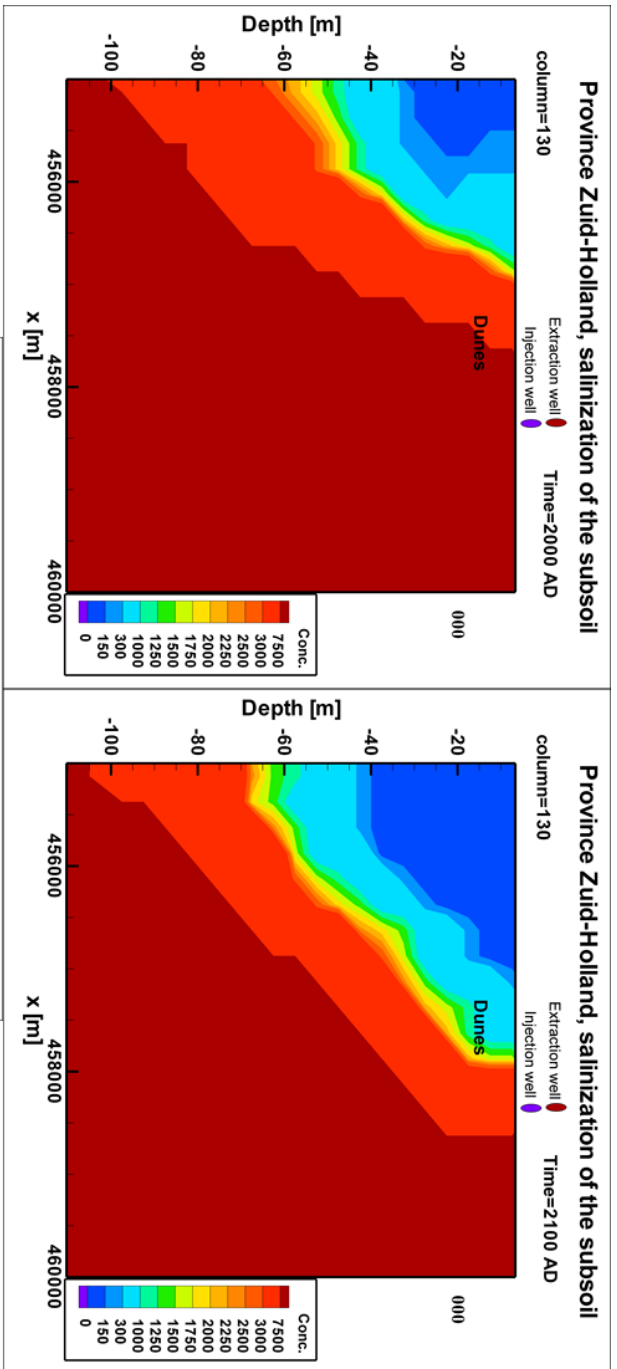 Province Zuid-Holland, salinization of the subsoil
column=130
Extraction well
Injection well
Time=2000 AD
Dunes
000
Depth [m]
-20
-40
-60
-80
-100
456000
458000
460000
x [m]
Conc.
7500
3000
2500
2250
2000
1750
1500
1250
1000
300
150
0
Province Zuid-Holland, salinization of the subsoil
column=130
Extraction well
Injection well
Time=2100 AD
Dunes
000
Depth [m]
-20
-40
-60
-80
-100
456000
458000
460000
x [m]
Conc.
7500
3000
2500
2250
2000
1750
1500
1250
1000
300
150
0